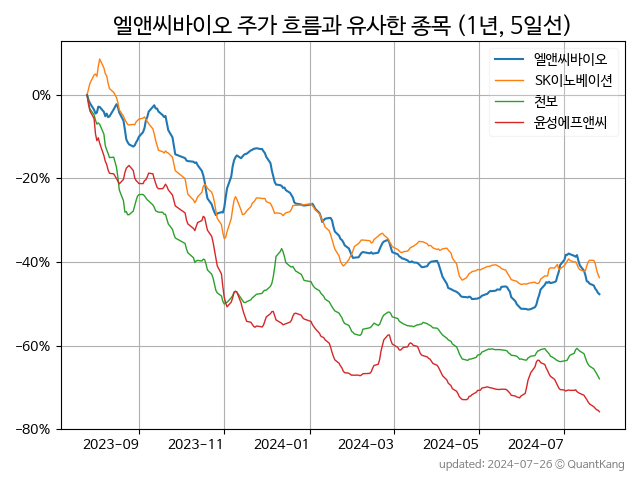 엘앤씨바이오 주가 흐름과 유사한 종목 (1년, 5일선)
엘앤씨바이오
SK이노베이션
천보
윤성에프앤씨
0%
−20%
−40%
−60%
−80%
2023-09 2023-11 2024-01 2024-03 2024-05 2024-07
updated: 2024-07-26 © QuantKang